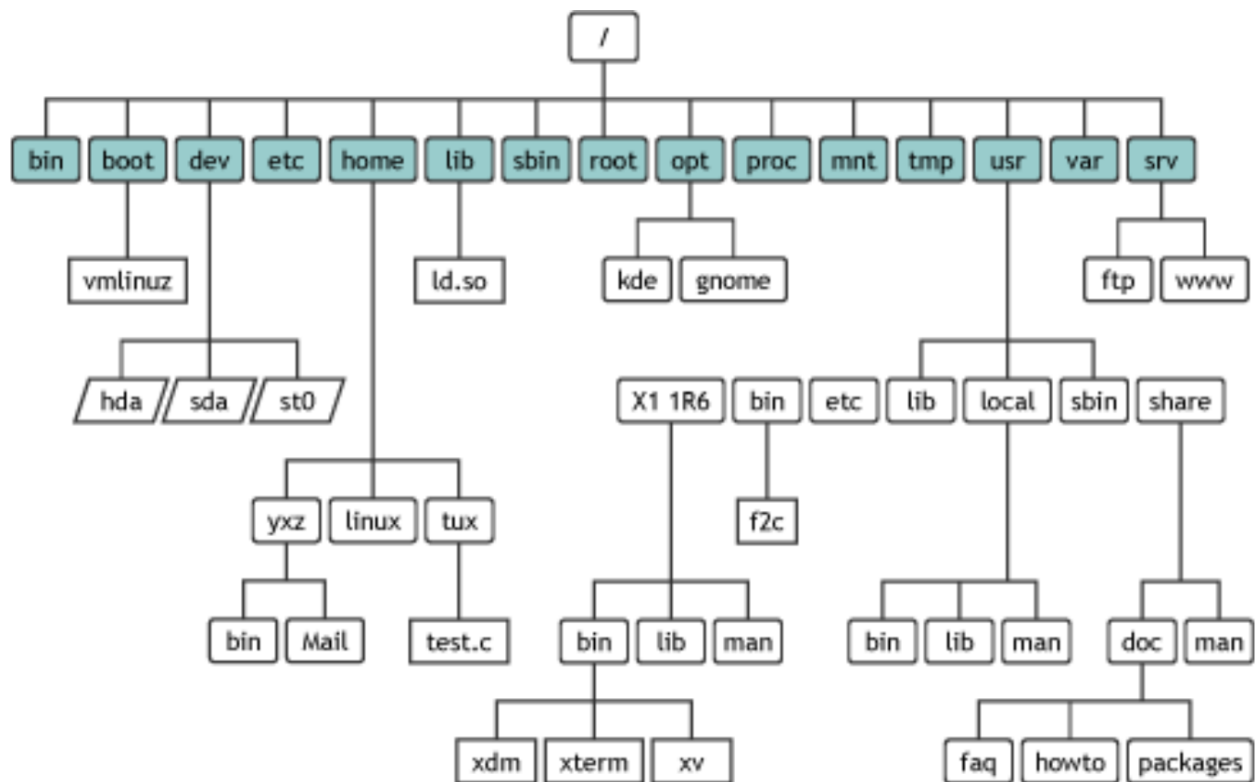 /
bin boot dev etc home lib sbin root opt proc mnt tmp usr var srv
vmlinuz ld.so kde gnome ftp www
hda sda st0 X1 1R6 bin etc lib local sbin share
yxz linux tux f2c
bin Mail test.c bin lib man bin lib man doc man
xdm xterm xv faq howto packages